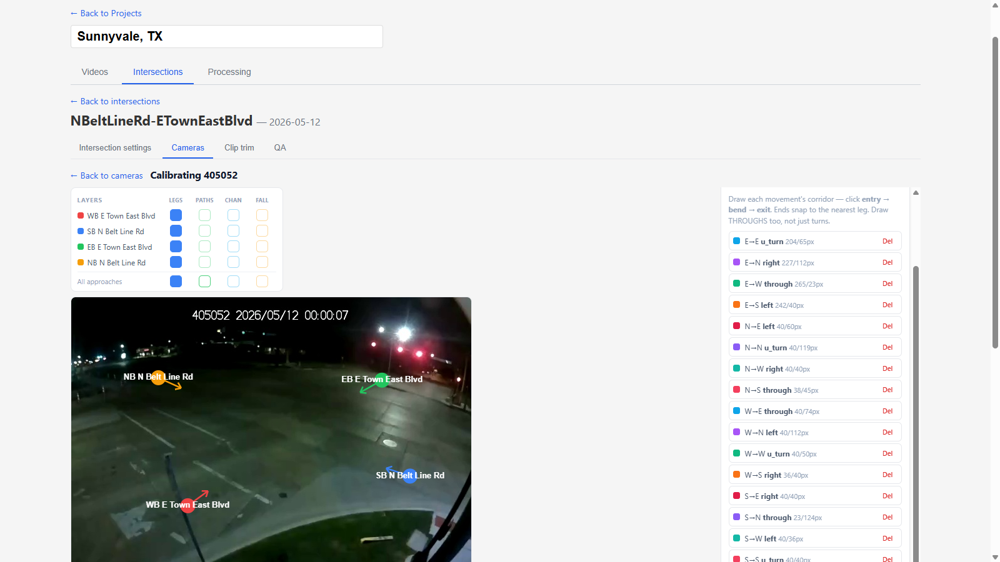 ← Back to Projects
Sunnyvale, TX
Videos Intersections Processing
← Back to intersections
NBeltLineRd-ETownEastBlvd — 2026-05-12
Intersection settings Cameras Clip trim QA
← Back to cameras Calibrating 405052
LAYERS LEGS PATHS CHAN FALL
WB E Town East Blvd
SB N Belt Line Rd
EB E Town East Blvd
NB N Belt Line Rd
All approaches
405052 2026/05/12 00:00:07
NB N Belt Line Rd
EB E Town East Blvd
SB N Belt Line Rd
WB E Town East Blvd
Draw each movement's corridor — click entry →
bend → exit. Ends snap to the nearest leg. Draw
THROUGHS too, not just turns.
E→E u_turn 204/65px Del
E→N right 227/112px Del
E→W through 265/23px Del
E→S left 242/40px Del
N→E left 40/60px Del
N→N u_turn 40/119px Del
N→W right 40/40px Del
N→S through 38/45px Del
W→E through 40/74px Del
W→N left 40/112px Del
W→W u_turn 40/50px Del
W→S right 36/40px Del
S→E right 40/40px Del
S→N through 23/124px Del
S→W left 40/36px Del
S→S u_turn 40/40px Del